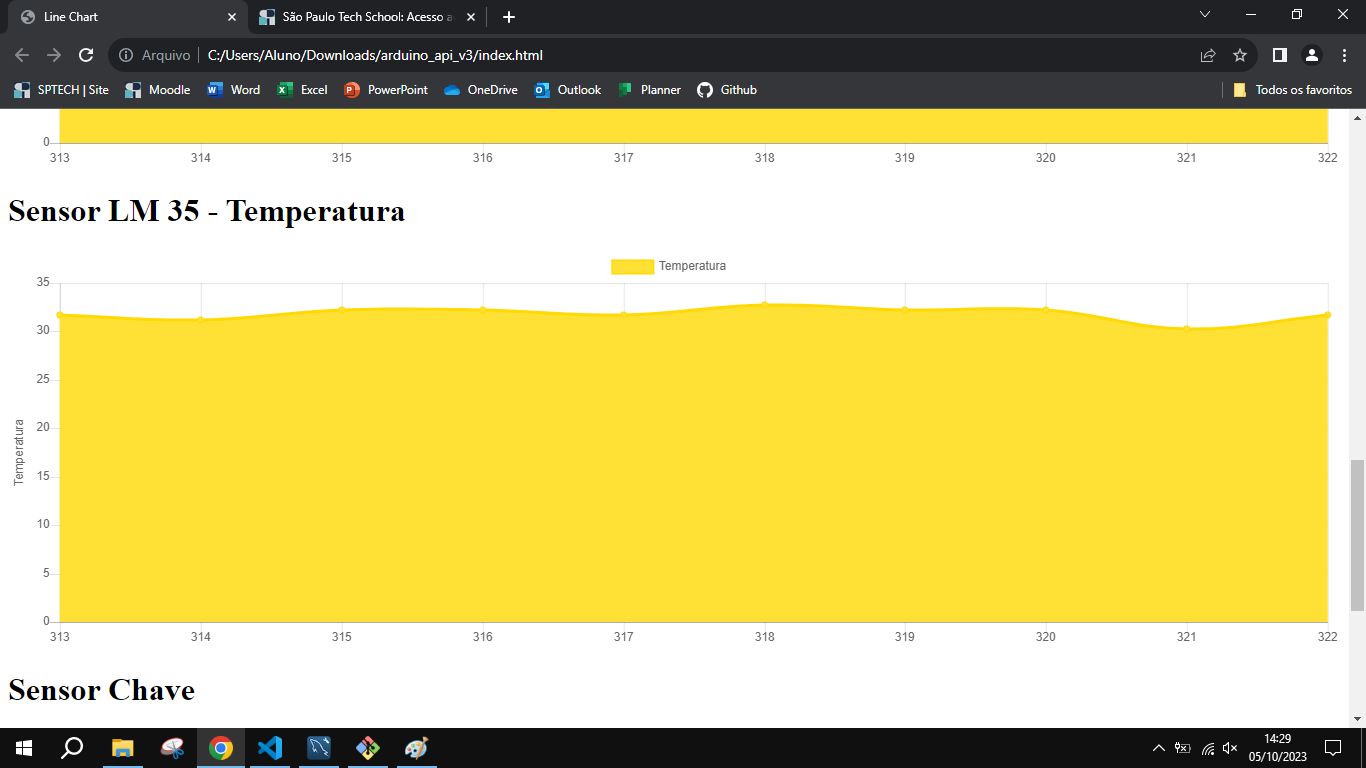 Line Chart
São Paulo Tech School: Acesso a
Arquivo
C:/Users/Aluno/Downloads/arduino_api_v3/index.html
SPTECH | Site
Moodle
Word
Excel
PowerPoint
OneDrive
Outlook
Planner
Github
Todos os favoritos
0
313 314 315 316 317 318 319 320 321 322
Sensor LM 35 - Temperatura
Temperatura
35
30
25
20
15
10
5
0
Temperatura
313 314 315 316 317 318 319 320 321 322
Sensor Chave
14:29
05/10/2023